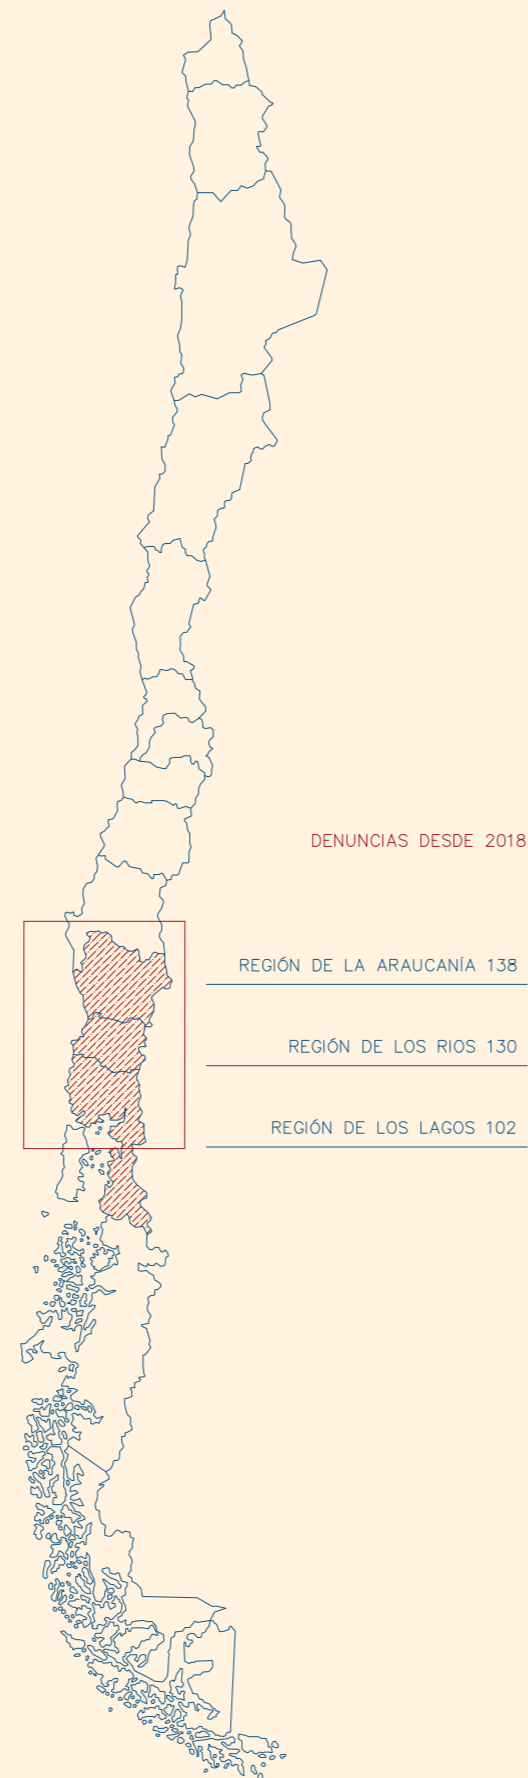 DENUNCIAS DESDE 2018
REGIÓN DE LA ARAUCANÍA 138
REGIÓN DE LOS RIOS 130
REGIÓN DE LOS LAGOS 102